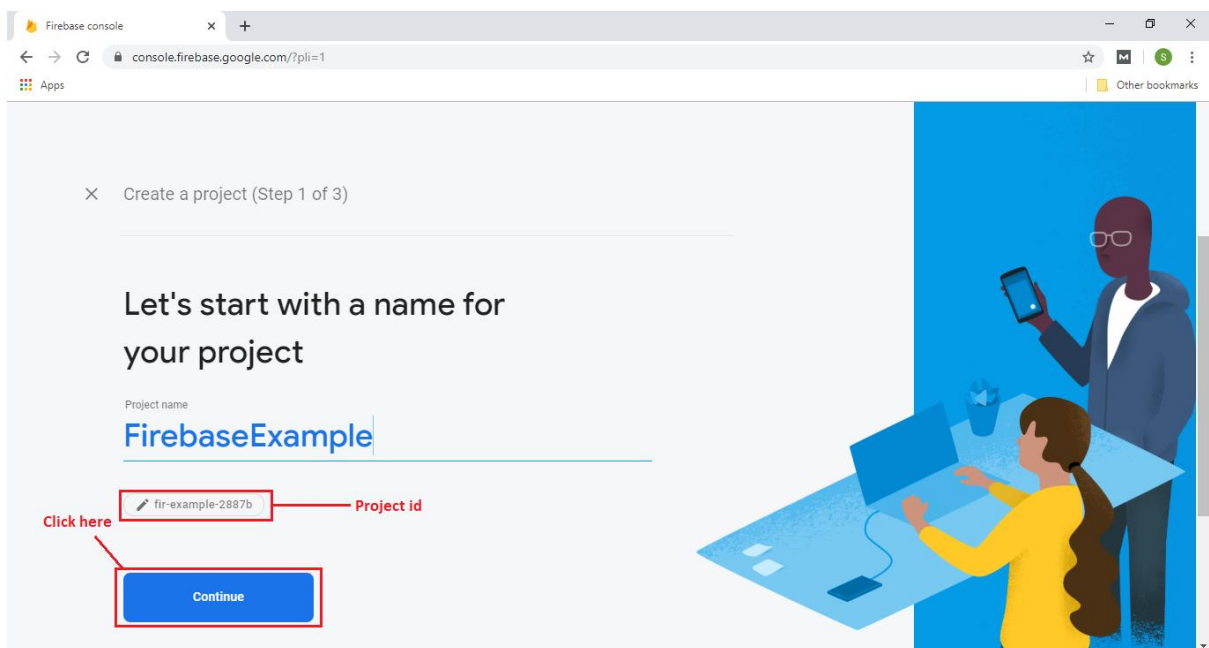 Firebase console
console.firebase.google.com/?pli=1
M
S
Apps
Other bookmarks
Create a project (Step 1 of 3)
Let's start with a name for
your project
Project name
FirebaseExample
fir-example-2887b
Project id
Click here
Continue